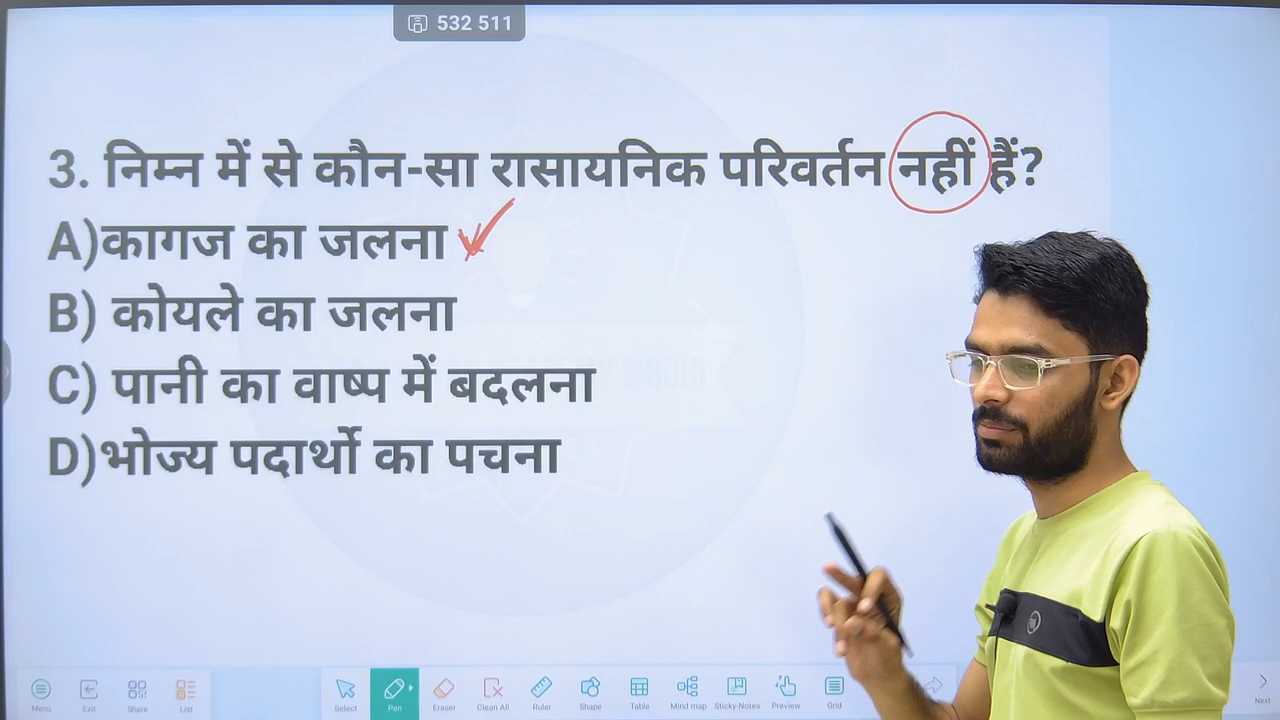 532 511
3. निम्न में से कौन-सा रासायनिक परिवर्तन नहीं हैं?
A)कागज का जलना
B) कोयले का जलना
C) पानी का वाष्प में बदलना
D)भोज्य पदार्थो का पचना
Menu Exit Share List Select Pen Eraser Clean All Ruler Shape Table Mind map Sticky-Notes Preview Grid Next